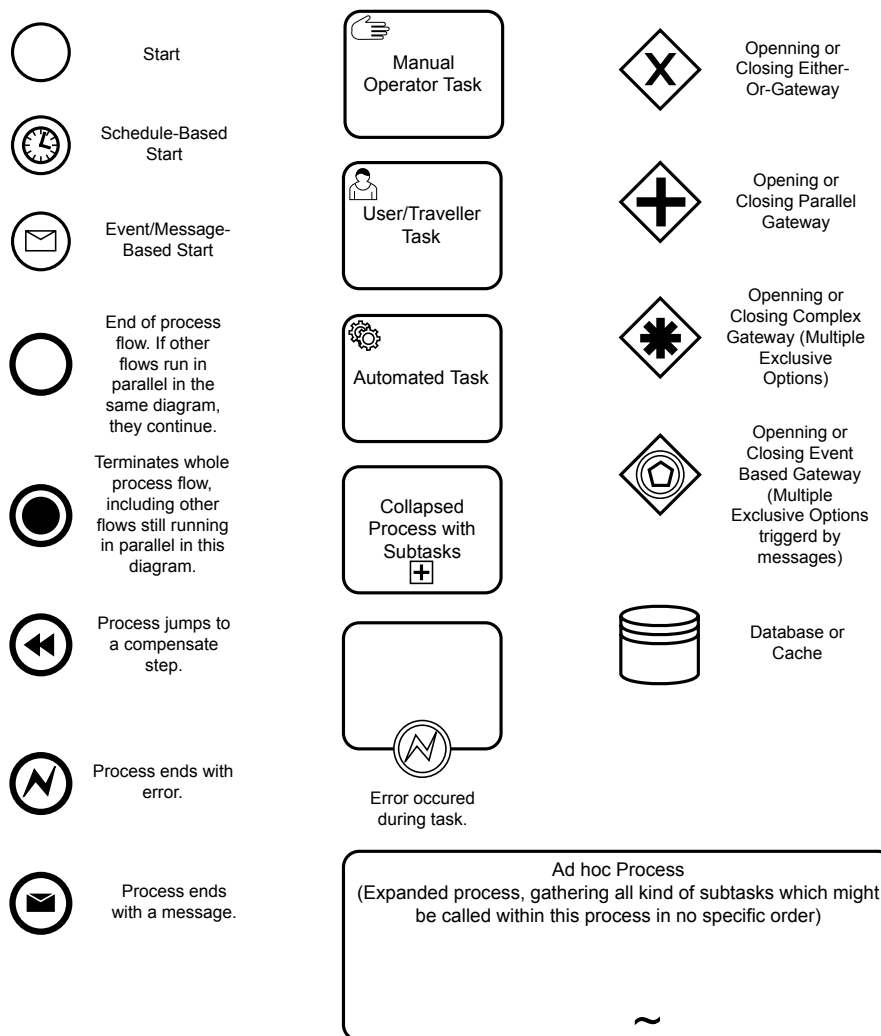 Start
Schedule-Based
Start
Event/Message-
Based Start
End of process
flow. If other
flows run in
parallel in the
same diagram,
they continue.
Terminates whole
process flow,
including other
flows still running
in parallel in this
diagram.
Process jumps to
a compensate
step.
Process ends with
error.
Process ends
with a message.
Manual
Operator Task
User/Traveller
Task
Automated Task
Collapsed
Process with
Subtasks
Error occured
during task.
Ad hoc Process
(Expanded process, gathering all kind of subtasks which might
be called within this process in no specific order)
~
X
Openning or
Closing Either-
Or-Gateway
Opening or
Closing Parallel
Gateway
Openning or
Closing Complex
Gateway (Multiple
Exclusive
Options)
Openning or
Closing Event
Based Gateway
(Multiple
Exclusive Options
triggerd by
messages)
Database or
Cache